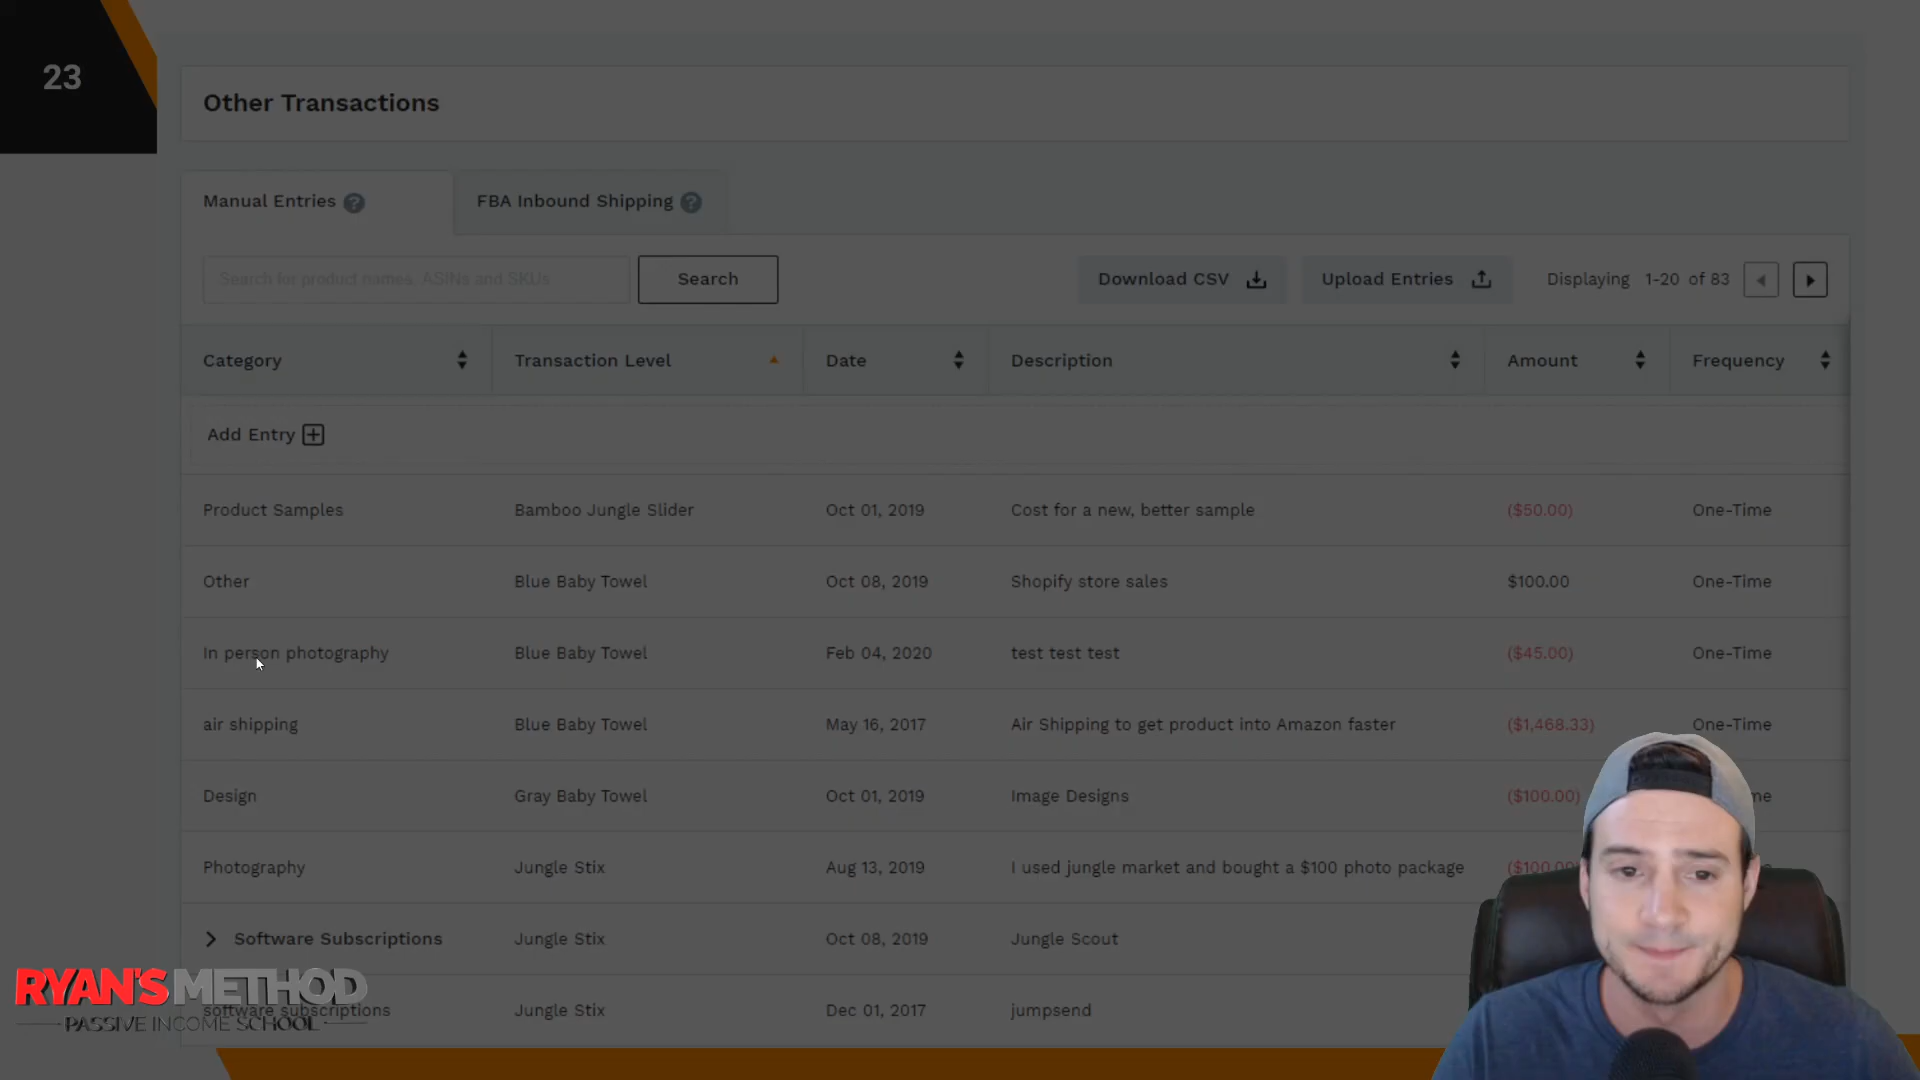 23
Other Transactions
Manual Entries ?
FBA Inbound Shipping ?
Search for product names, ASINs and SKUs
Search
Download CSV
Upload Entries
Displaying 1-20 of 83
Category Transaction Level Date Description Amount Frequency
Add Entry
Product Samples Bamboo Jungle Slider Oct 01, 2019 Cost for a new, better sample ($50.00) One-Time
Other Blue Baby Towel Oct 08, 2019 Shopify store sales $100.00 One-Time
In person photography Blue Baby Towel Feb 04, 2020 test test test ($45.00) One-Time
air shipping Blue Baby Towel May 16, 2017 Air Shipping to get product into Amazon faster ($1,468.33) One-Time
Design Gray Baby Towel Oct 01, 2019 Image Designs ($100.00) me
Photography Jungle Stix Aug 13, 2019 I used jungle market and bought a $100 photo package ($100.00)
Software Subscriptions Jungle Stix Oct 08, 2019 Jungle Scout
software subscriptions Jungle Stix Dec 01, 2017 jumpsend
RYAN'S METHOD
PASSIVE INCOME SCHOOL